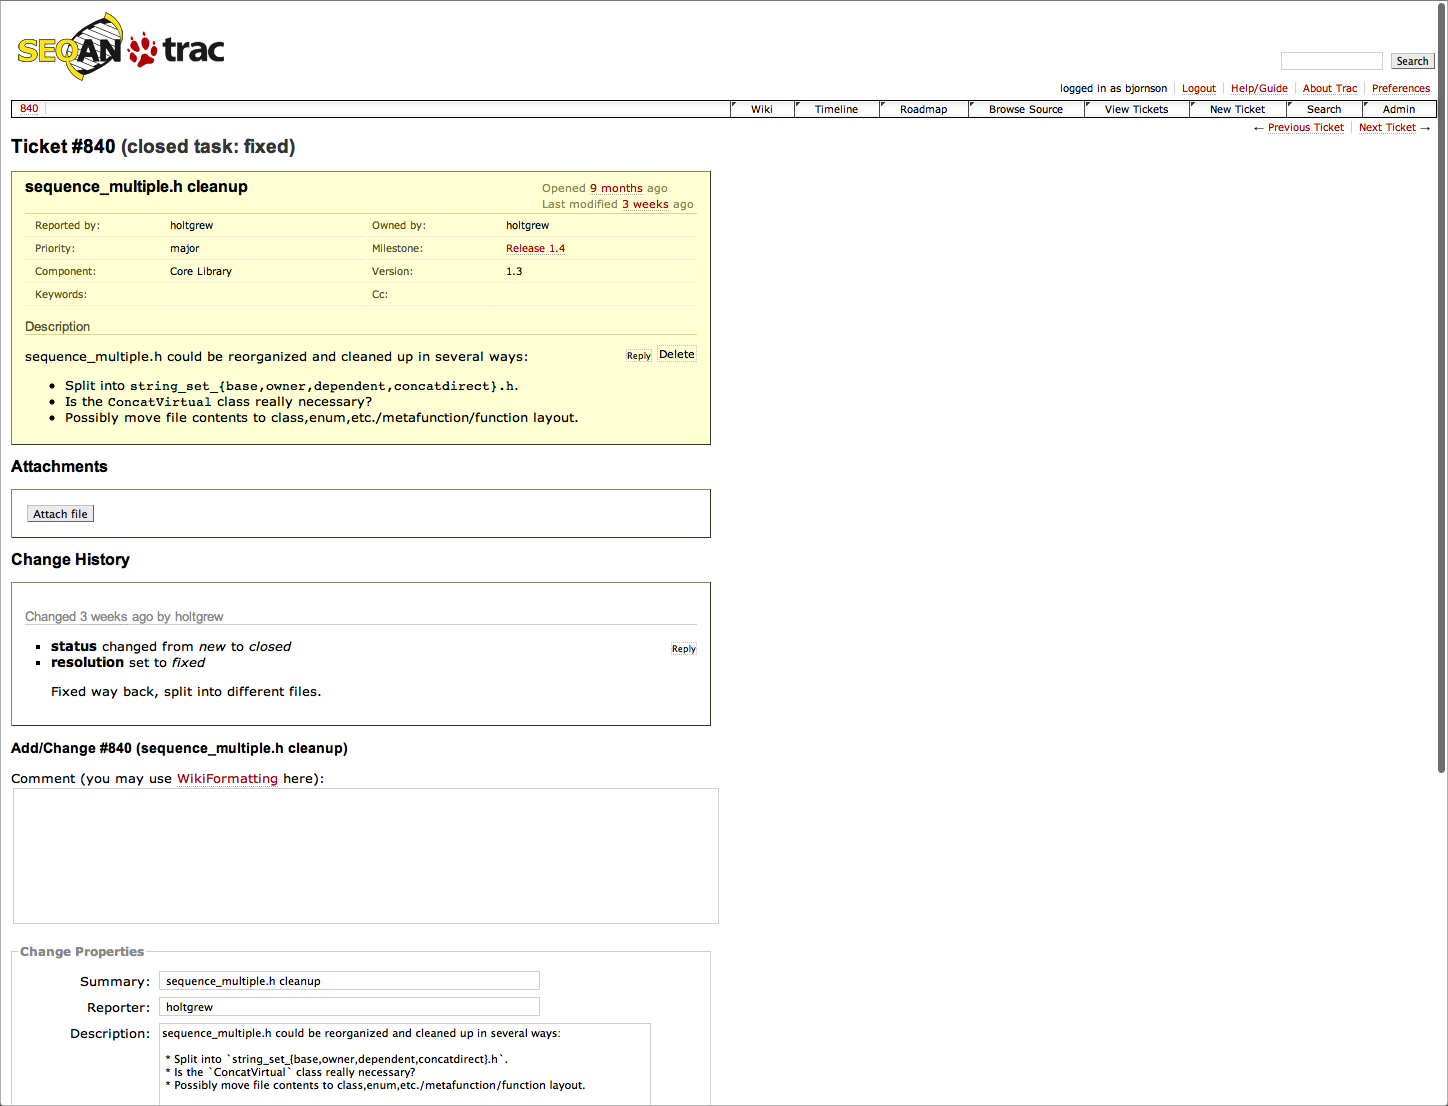 SEQAN trac
Search
logged in as bjornson Logout Help/Guide About Trac Preferences
840 Wiki Timeline Roadmap Browse Source View Tickets New Ticket Search Admin
← Previous Ticket Next Ticket →
Ticket #840 (closed task: fixed)
sequence_multiple.h cleanup
Opened 9 months ago
Last modified 3 weeks ago
Reported by: holtgrew Owned by: holtgrew
Priority: major Milestone: Release 1.4
Component: Core Library Version: 1.3
Keywords: Cc:
Description
sequence_multiple.h could be reorganized and cleaned up in several ways: Reply Delete
• Split into string_set_{base,owner,dependent,concatdirect}.h.
• Is the ConcatVirtual class really necessary?
• Possibly move file contents to class,enum,etc./metafunction/function layout.
Attachments
Attach file
Change History
Changed 3 weeks ago by holtgrew
▪ status changed from new to closed Reply
▪ resolution set to fixed
Fixed way back, split into different files.
Add/Change #840 (sequence_multiple.h cleanup)
Comment (you may use WikiFormatting here):
Change Properties
Summary: sequence_multiple.h cleanup
Reporter: holtgrew
Description: sequence_multiple.h could be reorganized and cleaned up in several ways:
* Split into `string_set_{base,owner,dependent,concatdirect}.h`.
* Is the `ConcatVirtual` class really necessary?
* Possibly move file contents to class,enum,etc./metafunction/function layout.